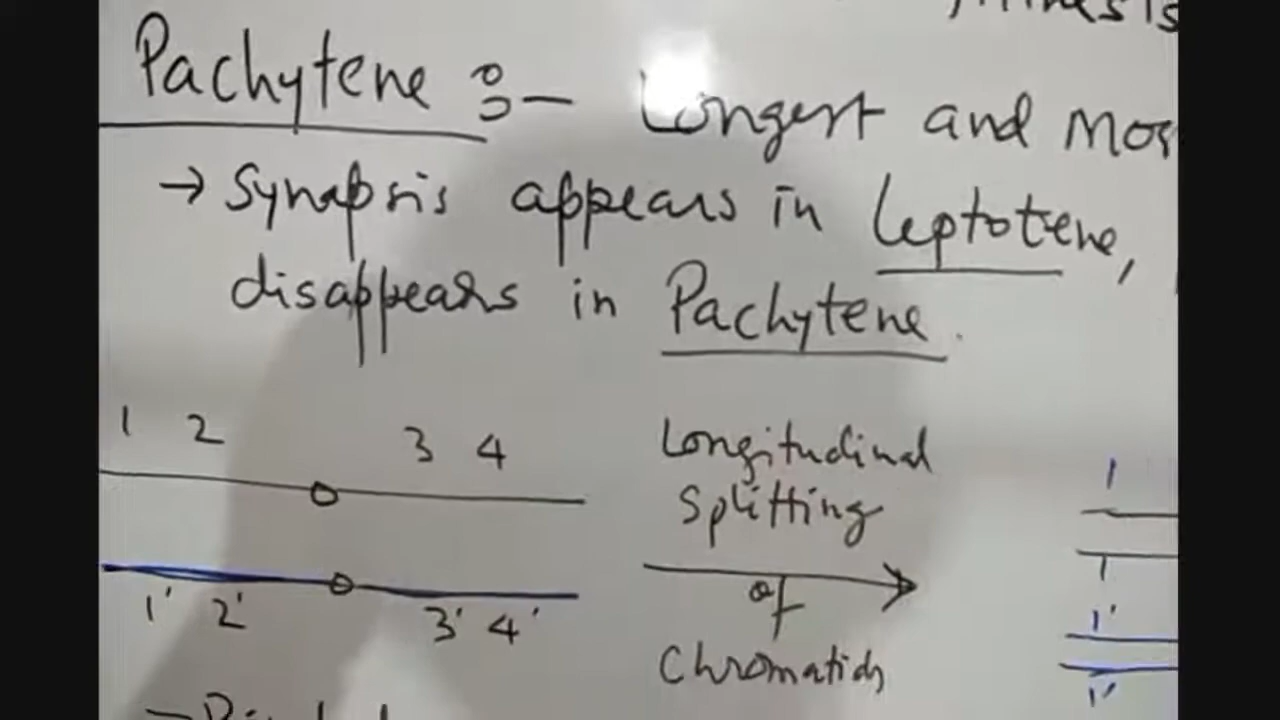 Pachytene :- Longest and Mos
→ Synapsis appears in leptotene,
disappears in Pachytene.
1 2 3 4
1' 2' 3' 4'
Longitudinal
Splitting
of
Chromatids
1
1
1'
1'